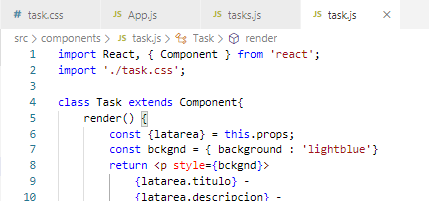 task.css JS App.js JS tasks.js JS task.js ×
src > components > JS task.js > Task > render
1 import React, { Component } from 'react';
2 import './task.css';
3
4 class Task extends Component{
5 render() {
6 const {latarea} = this.props;
7 const bckgnd = { background : 'lightblue'}
8 return <p style={bckgnd}>
9 {latarea.titulo} -
10 {latarea.descripcion} -